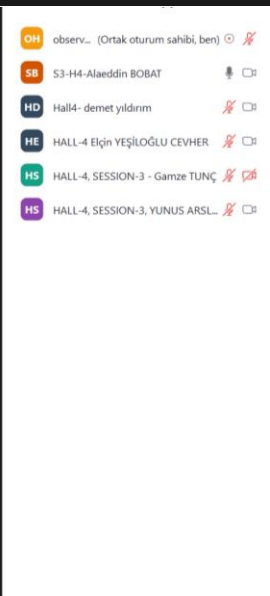 OH observ... (Ortak oturum sahibi, ben)
SB S3-H4-Alaeddin BOBAT
HD Hall4- demet yıldırım
HE HALL-4 Elçin YEŞİLOĞLU CEVHER
HS HALL-4, SESSION-3 - Gamze TUNÇ
HS HALL-4, SESSION-3, YUNUS ARSL...